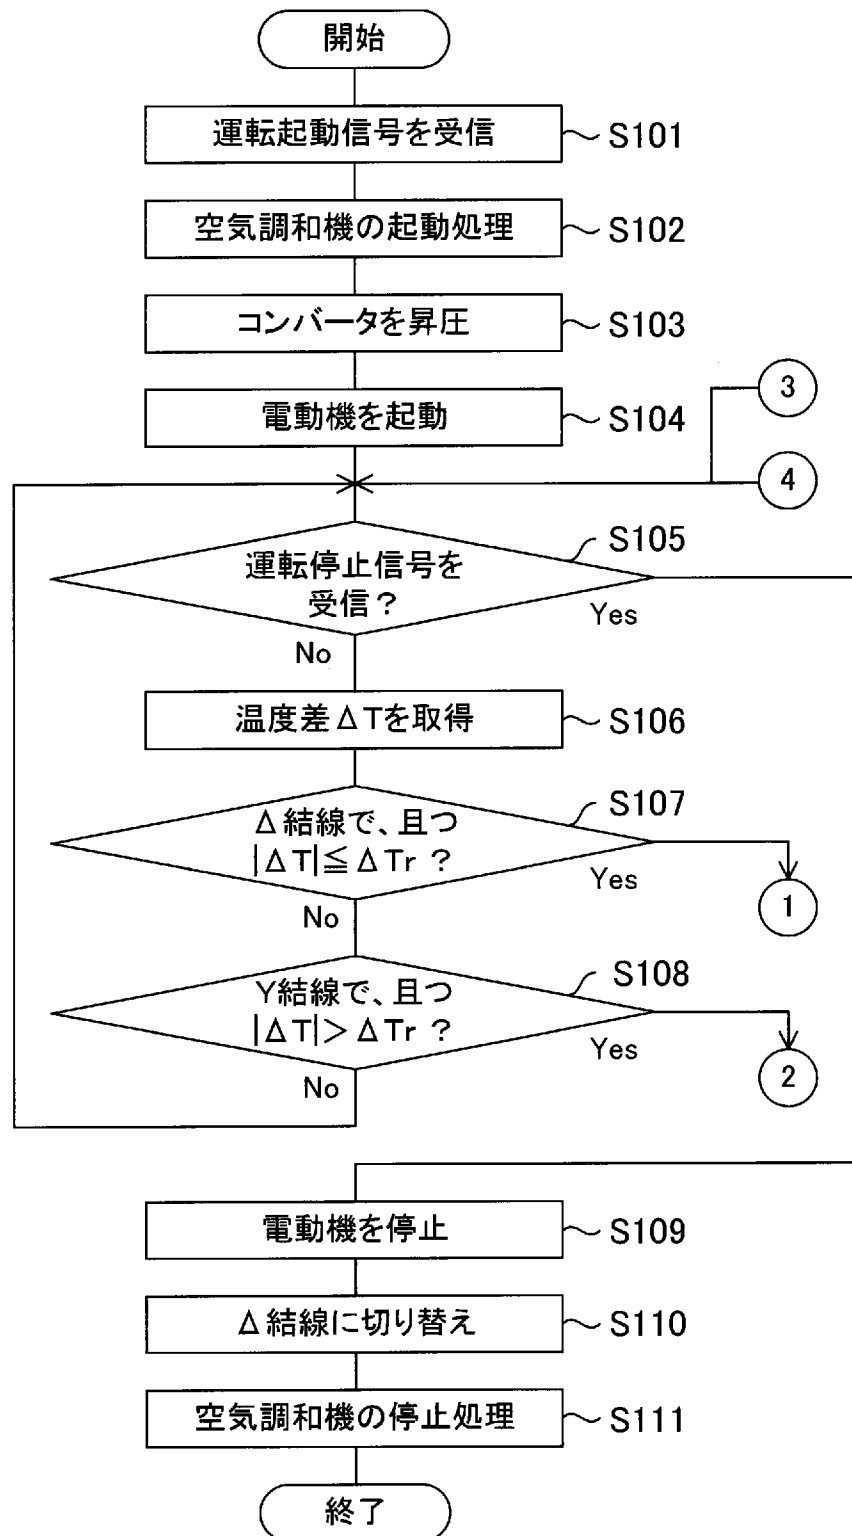 開始
運転起動信号を受信
S101
空気調和機の起動処理
S102
コンバータを昇圧
S103
電動機を起動
S104
3
4
運転停止信号を
受信?
S105
Yes
No
温度差ΔTを取得
S106
Δ結線で、且つ
|ΔT|≦ΔTr ?
S107
Yes
1
No
Y結線で、且つ
|ΔT|>ΔTr ?
S108
Yes
2
No
電動機を停止
S109
Δ結線に切り替え
S110
空気調和機の停止処理
S111
終了